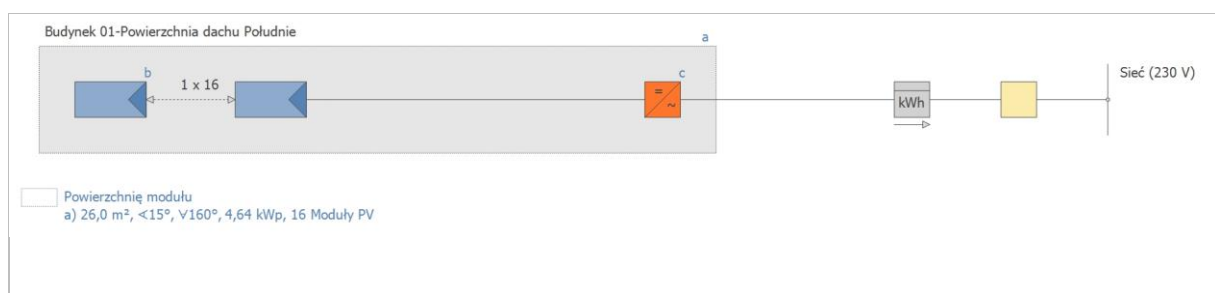 Budynek 01-Powierzchnia dachu Południe
a
b
1 x 16
c
=
~
kWh
Sieć (230 V)
Powierzchnię modułu
a) 26,0 m², <15°, ∨160°, 4,64 kWp, 16 Moduły PV